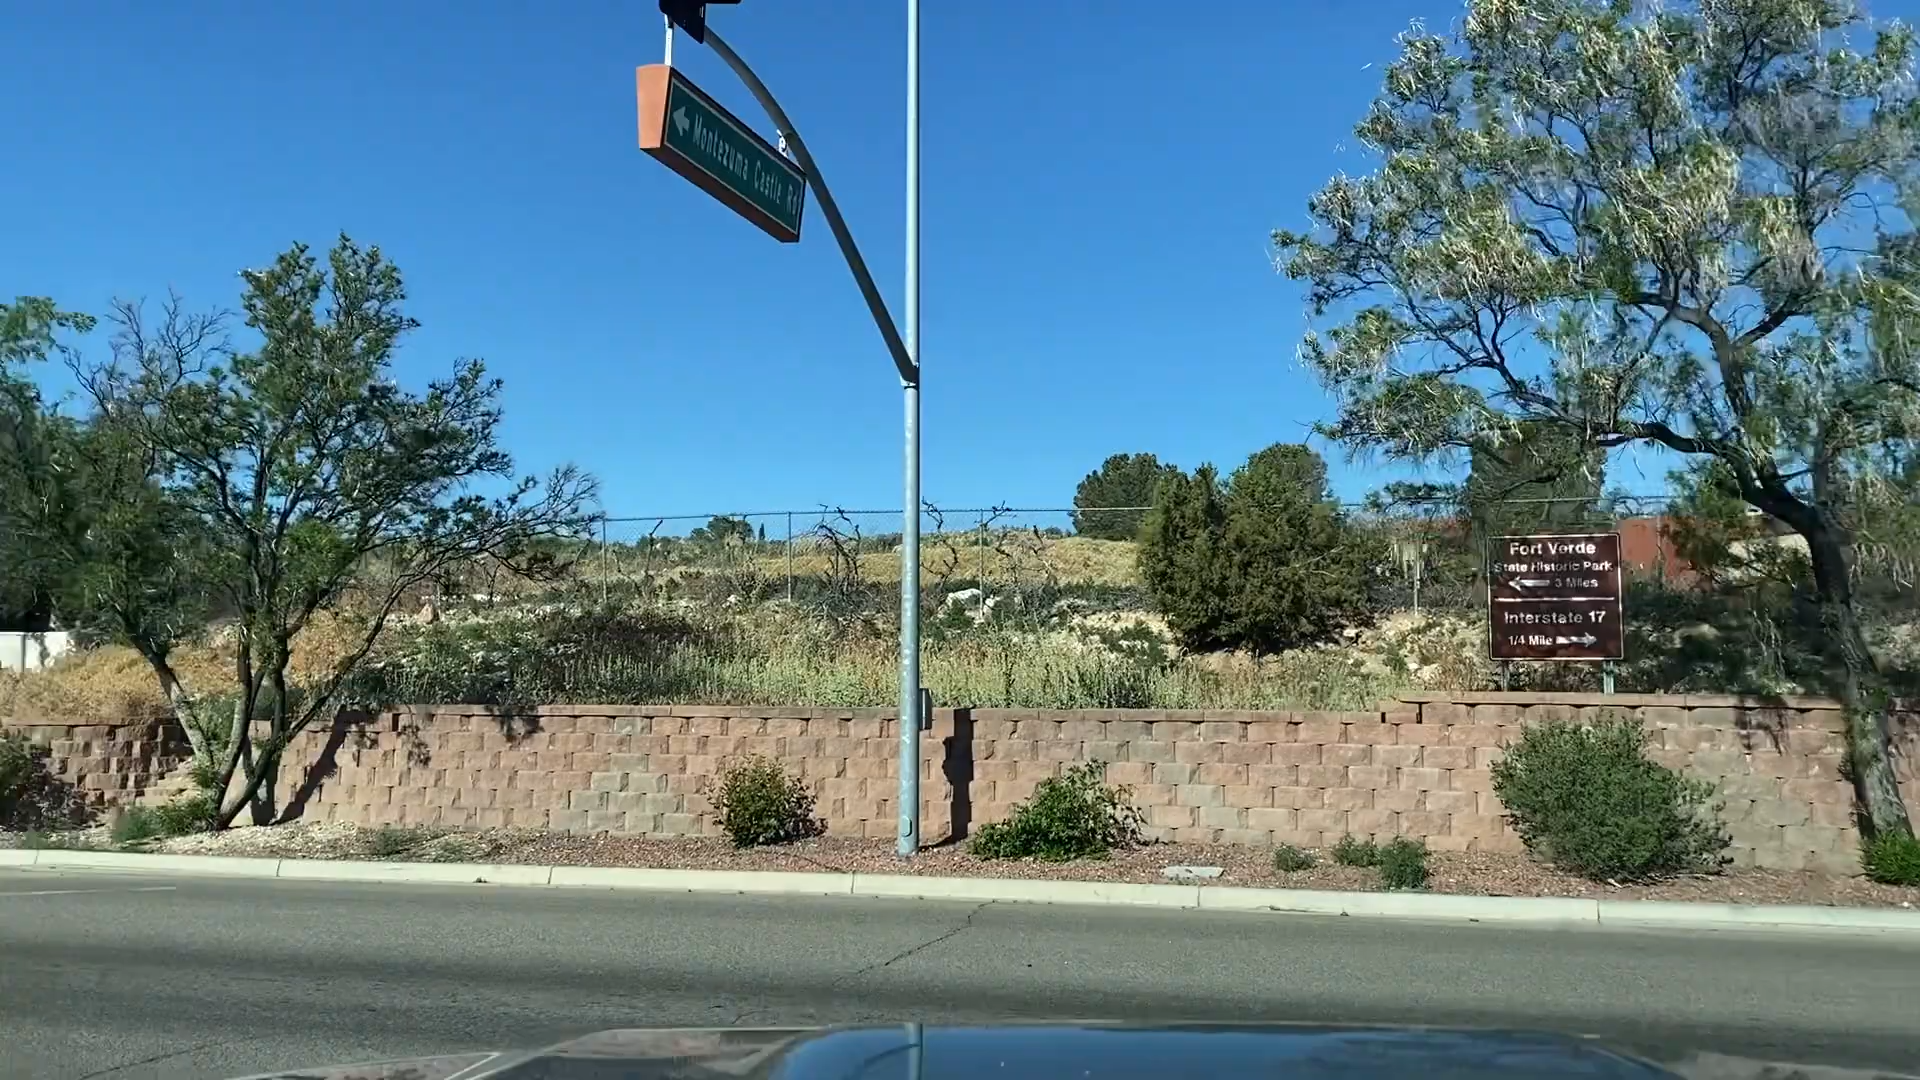 Montezuma Castle Rd
Fort Verde
State Historic Park
3 Miles
Interstate 17
1/4 Mile